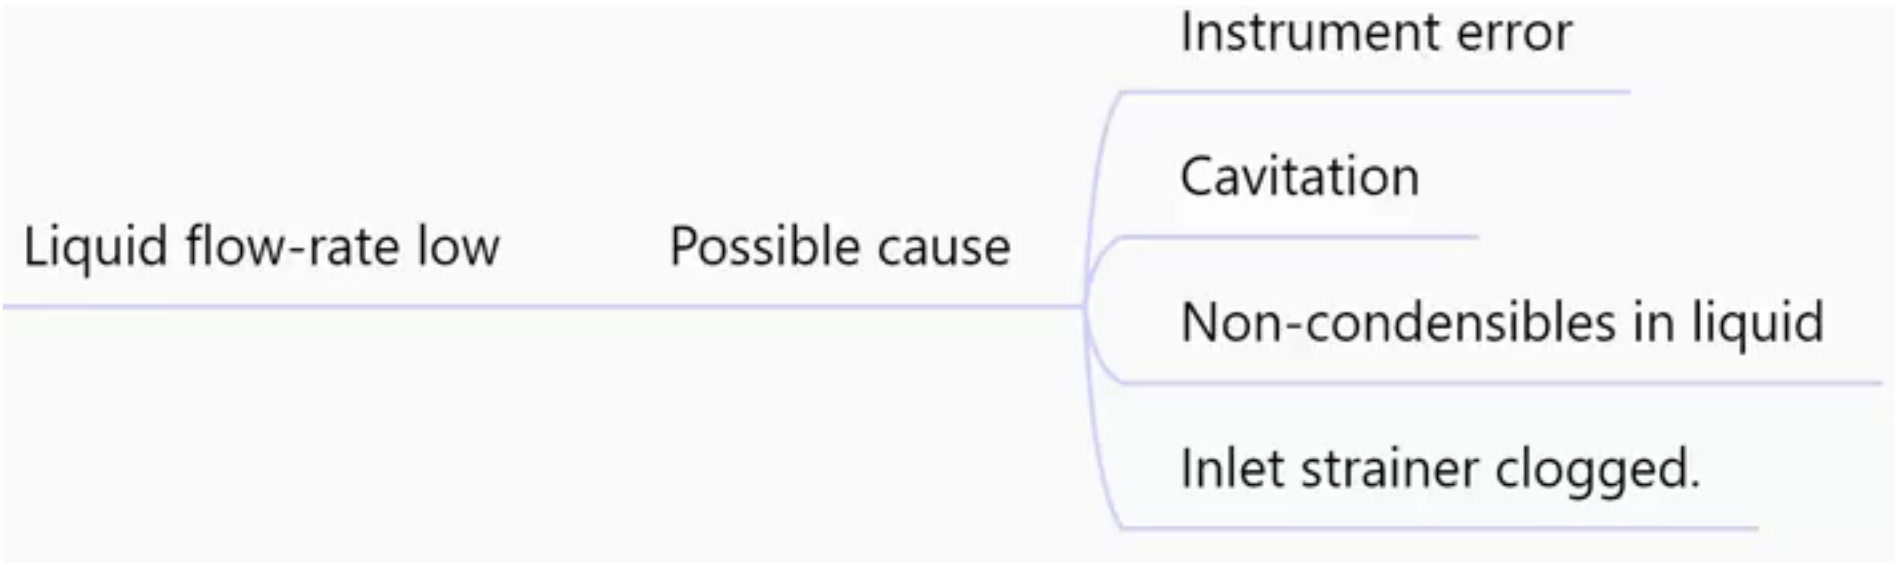 Instrument error
Cavitation
Liquid flow-rate low
Possible cause
Non-condensibles in liquid
Inlet strainer clogged.